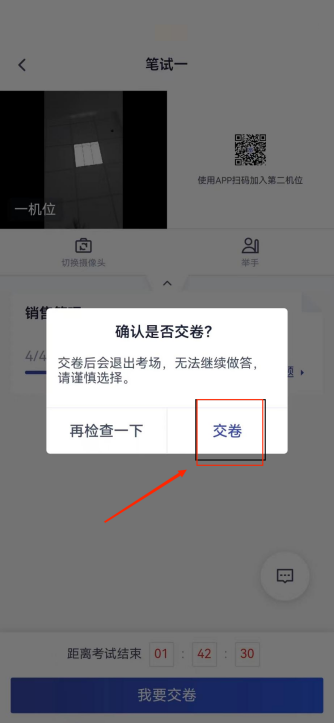 笔试一
一机位
使用APP扫码加入第二机位
切换摄像头
举手
4/4
确认是否交卷？
交卷后会退出考场，无法继续做答，
请谨慎选择。
再检查一下
交卷
距离考试结束 01 : 42 : 30
我要交卷